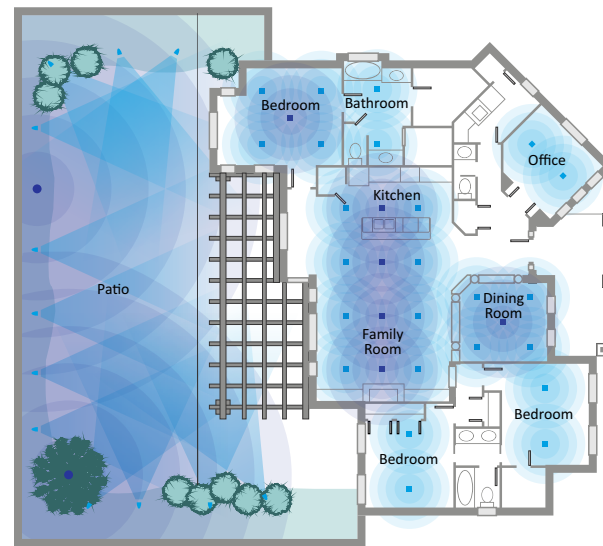 Bedroom
Bathroom
Office
Kitchen
Patio
Dining
Room
Family
Room
Bedroom
Bedroom